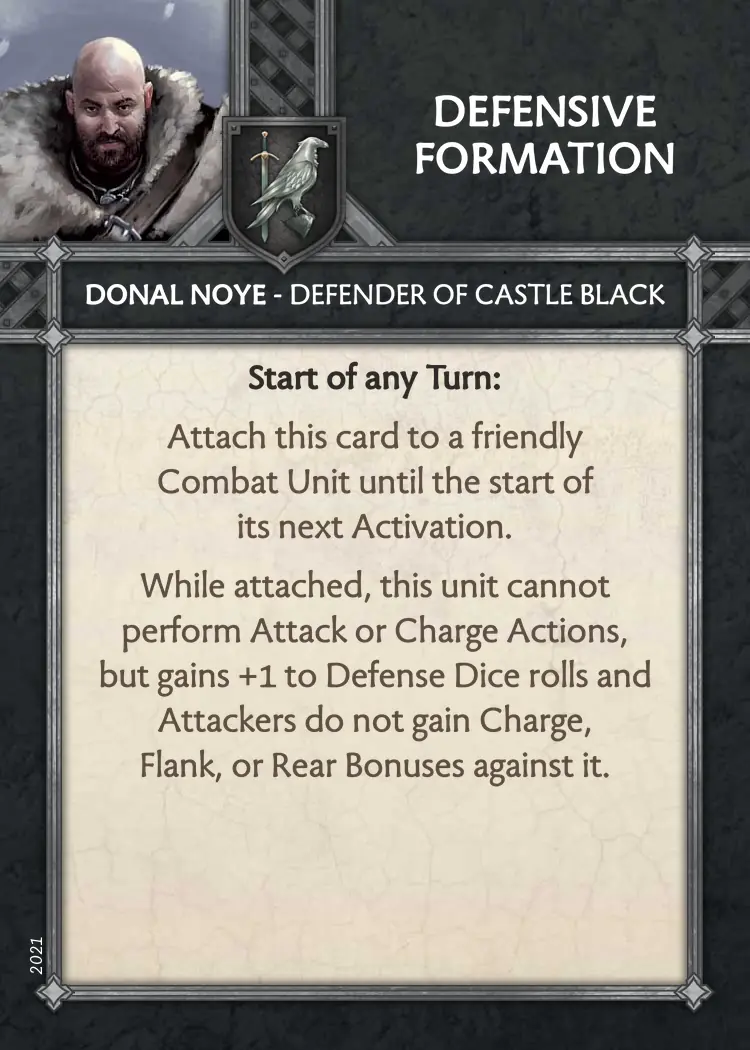 DEFENSIVE
FORMATION
DONAL NOYE - DEFENDER OF CASTLE BLACK
Start of any Turn:
Attach this card to a friendly
Combat Unit until the start of
its next Activation.
While attached, this unit cannot
perform Attack or Charge Actions,
but gains +1 to Defense Dice rolls and
Attackers do not gain Charge,
Flank, or Rear Bonuses against it.
2021